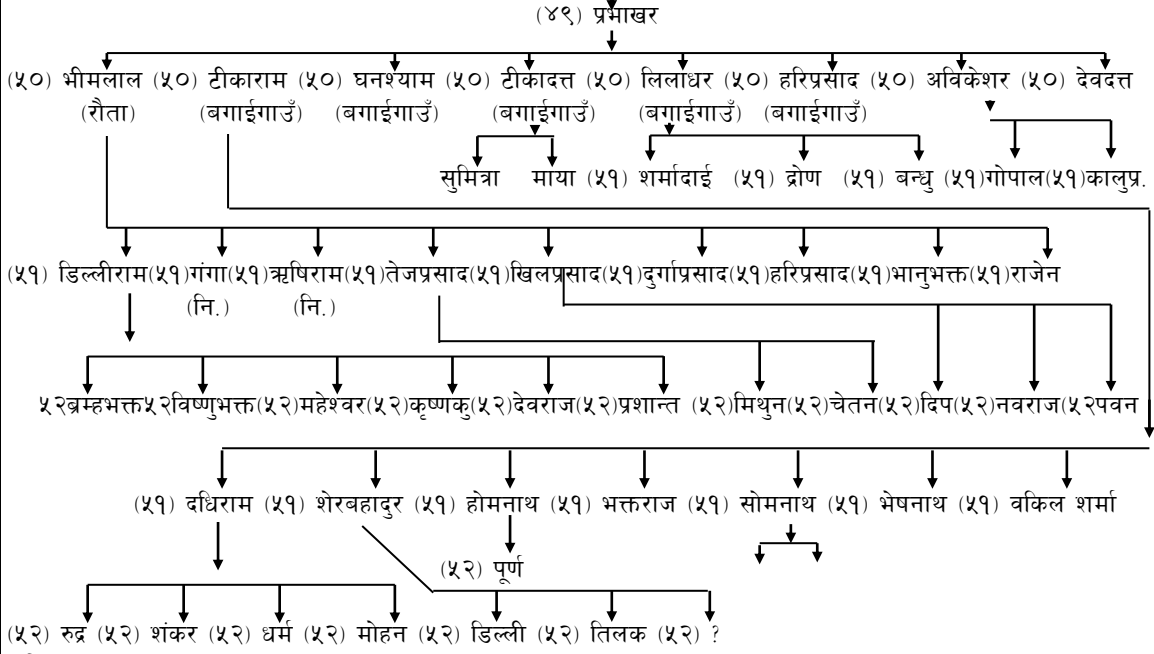 (४९) प्रभाखर
(५०) भीमलाल (५०) टीकाराम (५०) घनश्याम (५०) टीकादत्त (५०) लिलाधर (५०) हरिप्रसाद (५०) अविकेशर (५०) देवदत्त
(रौता) (बगाईगाउँ) (बगाईगाउँ) (बगाईगाउँ) (बगाईगाउँ) (बगाईगाउँ)
सुमित्रा माया (५१) शर्मादाई (५१) द्रोण (५१) बन्धु (५१)गोपाल(५१)कालुप्र.
(५१) डिल्लीराम(५१)गंगा(५१)ऋषिराम(५१)तेजप्रसाद(५१)खिलप्रसाद(५१)दुर्गाप्रसाद(५१)हरिप्रसाद(५१)भानुभक्त(५१)राजेन
(नि.) (नि.)
५२ब्रम्हभक्त५२विष्णुभक्त(५२)महेश्वर(५२)कृष्णकु(५२)देवराज(५२)प्रशान्त (५२)मिथुन(५२)चेतन(५२)दिप(५२)नवराज(५२पवन
(५१) दधिराम (५१) शेरबहादुर (५१) होमनाथ (५१) भक्तराज (५१) सोमनाथ (५१) भेषनाथ (५१) वकिल शर्मा
(५२) पूर्ण
(५२) रुद्र (५२) शंकर (५२) धर्म (५२) मोहन (५२) डिल्ली (५२) तिलक (५२) ?